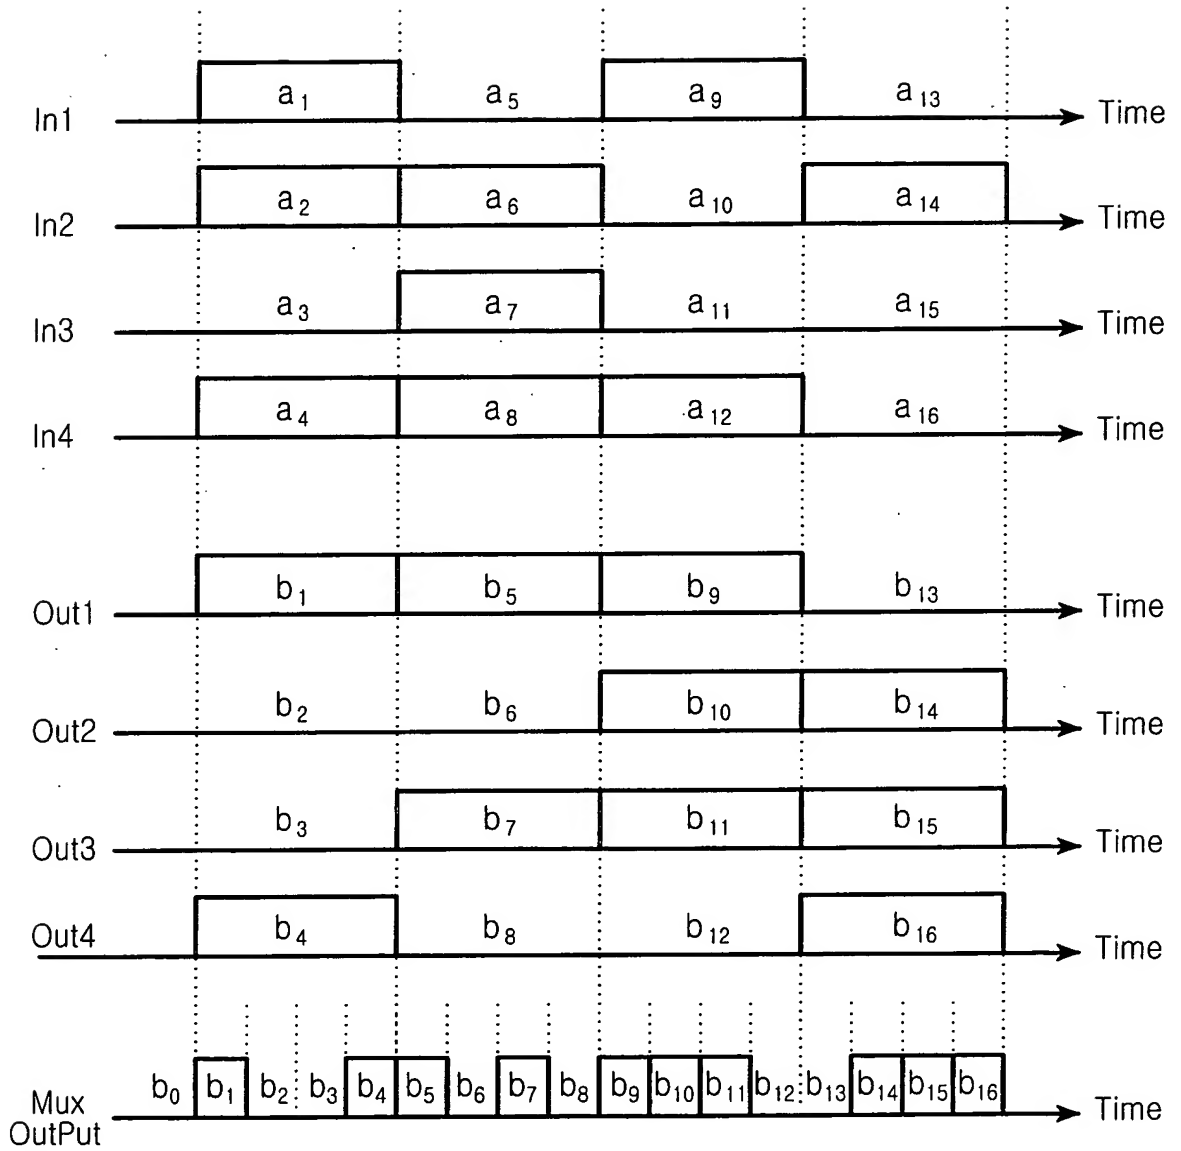 In1 a1 a5 a9 a13 Time
In2 a2 a6 a10 a14 Time
In3 a3 a7 a11 a15 Time
In4 a4 a8 a12 a16 Time
Out1 b1 b5 b9 b13 Time
Out2 b2 b6 b10 b14 Time
Out3 b3 b7 b11 b15 Time
Out4 b4 b8 b12 b16 Time
b0 b1 b2 b3 b4 b5 b6 b7 b8 b9 b10 b11 b12 b13 b14 b15 b16 Time
Mux
OutPut